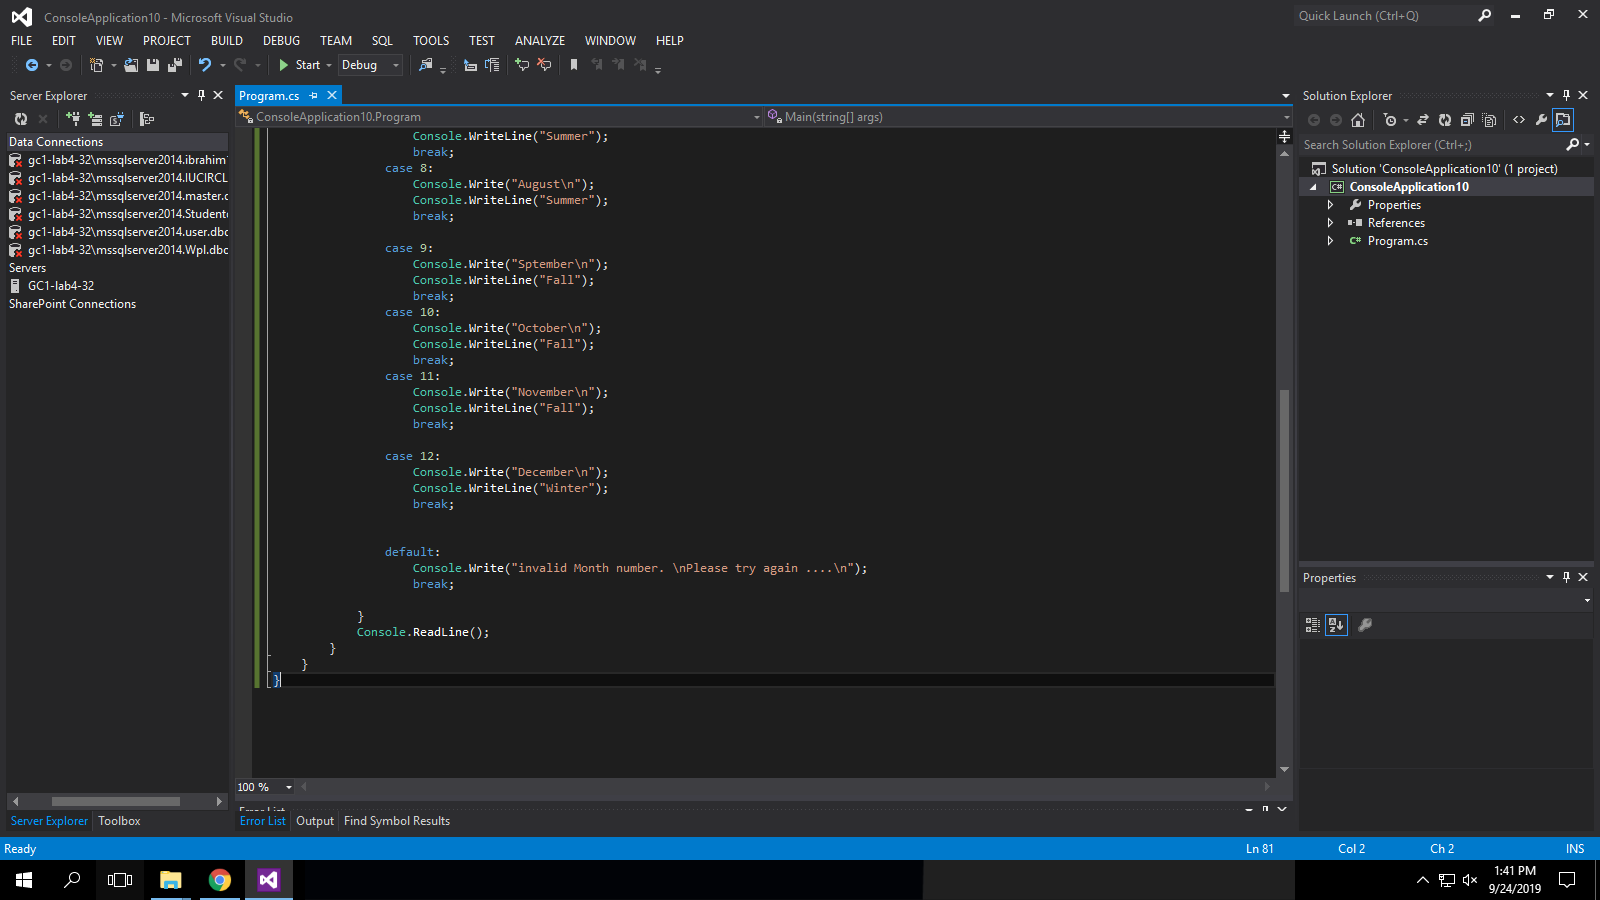 ConsoleApplication10 - Microsoft Visual Studio
Quick Launch (Ctrl+Q)
FILE EDIT VIEW PROJECT BUILD DEBUG TEAM SQL TOOLS TEST ANALYZE WINDOW HELP
Start Debug
Server Explorer
Data Connections
gc1-lab4-32\mssqlserver2014.ibrahim
gc1-lab4-32\mssqlserver2014.IUCIRCL
gc1-lab4-32\mssqlserver2014.master.
gc1-lab4-32\mssqlserver2014.Student
gc1-lab4-32\mssqlserver2014.user.dbc
gc1-lab4-32\mssqlserver2014.Wpl.dbc
Servers
GC1-lab4-32
SharePoint Connections
Server Explorer Toolbox
Program.cs
ConsoleApplication10.Program
Main(string[] args)
Console.WriteLine("Summer");
break;
case 8:
Console.Write("August\n");
Console.WriteLine("Summer");
break;
case 9:
Console.Write("Sptember\n");
Console.WriteLine("Fall");
break;
case 10:
Console.Write("October\n");
Console.WriteLine("Fall");
break;
case 11:
Console.Write("November\n");
Console.WriteLine("Fall");
break;
case 12:
Console.Write("December\n");
Console.WriteLine("Winter");
break;
default:
Console.Write("invalid Month number. \nPlease try again ....\n");
break;
}
Console.ReadLine();
}
}
}
100 %
Error List
Error List Output Find Symbol Results
Solution Explorer
Search Solution Explorer (Ctrl+;)
Solution 'ConsoleApplication10' (1 project)
C# ConsoleApplication10
Properties
References
C# Program.cs
Properties
Ready
Ln 81 Col 2 Ch 2 INS
1:41 PM
9/24/2019